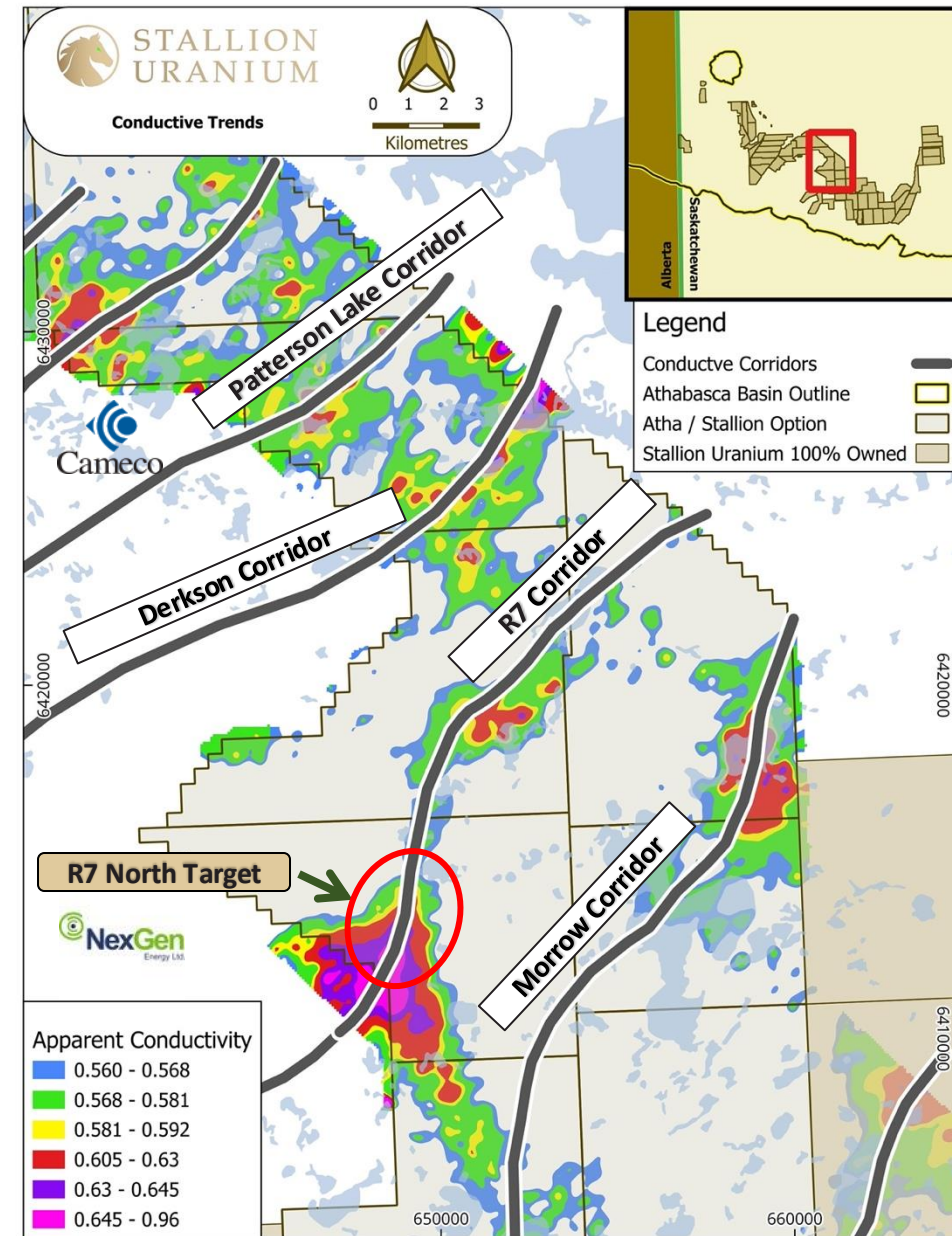 STALLION
URANIUM
Conductive Trends
0 1 2 3
Kilometres
Alberta
Saskatchewan
Legend
Conductve Corridors
Athabasca Basin Outline
Atha / Stallion Option
Stallion Uranium 100% Owned
6430000
Patterson Lake Corridor
Cameco
Derkson Corridor
R7 Corridor
6420000
6420000
Morrow Corridor
R7 North Target
NexGen
Energy Ltd.
6410000
Apparent Conductivity
0.560 - 0.568
0.568 - 0.581
0.581 - 0.592
0.605 - 0.63
0.63 - 0.645
0.645 - 0.96
650000
660000